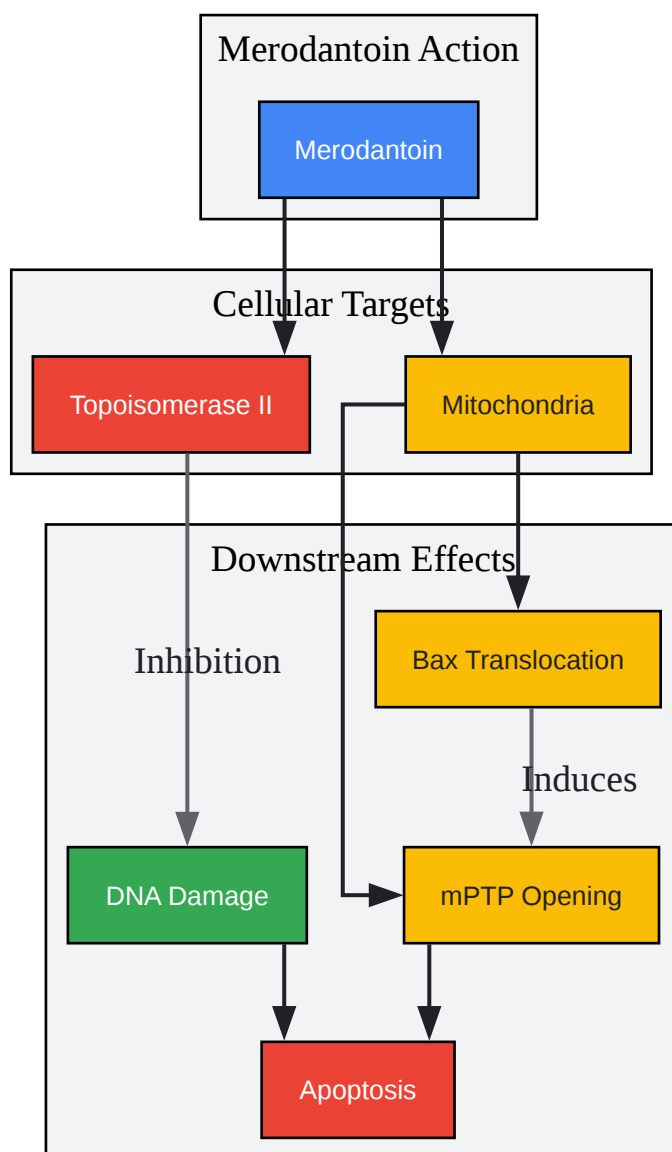 Merodantoin Action
Merodantoin
Cellular Targets
Topoisomerase II
Mitochondria
Downstream Effects
Inhibition
Bax Translocation
Induces
DNA Damage
mPTP Opening
Apoptosis